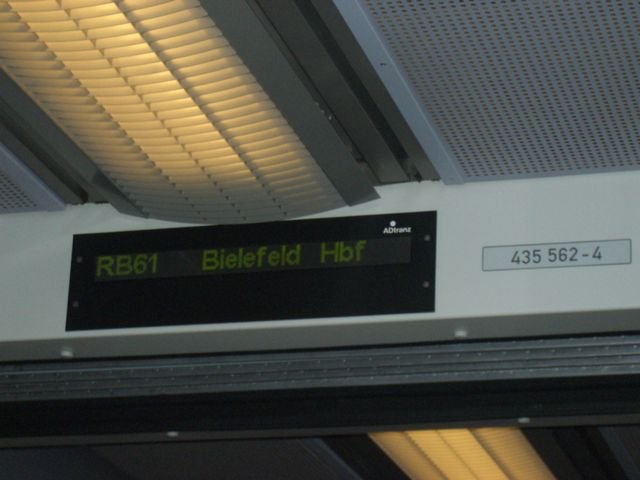 ADtranz
RB61 Bielefeld Hbf
435 562-4